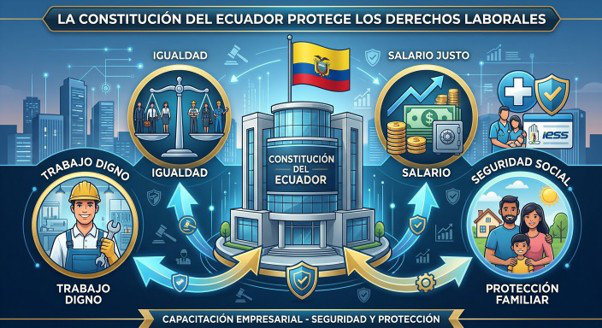 LA CONSTITUCIÓN DEL ECUADOR PROTEGE LOS DERECHOS LABORALES
IGUALDAD
SALARIO JUSTO
iess
CONSTITUCIÓN
DEL
ECUADOR
TRABAJO DIGNO
IGUALDAD
SALARIO
SEGURIDAD SOCIAL
TRABAJO
DIGNO
PROTECCIÓN
FAMILIAR
CAPACITACIÓN EMPRESARIAL - SEGURIDAD Y PROTECCIÓN